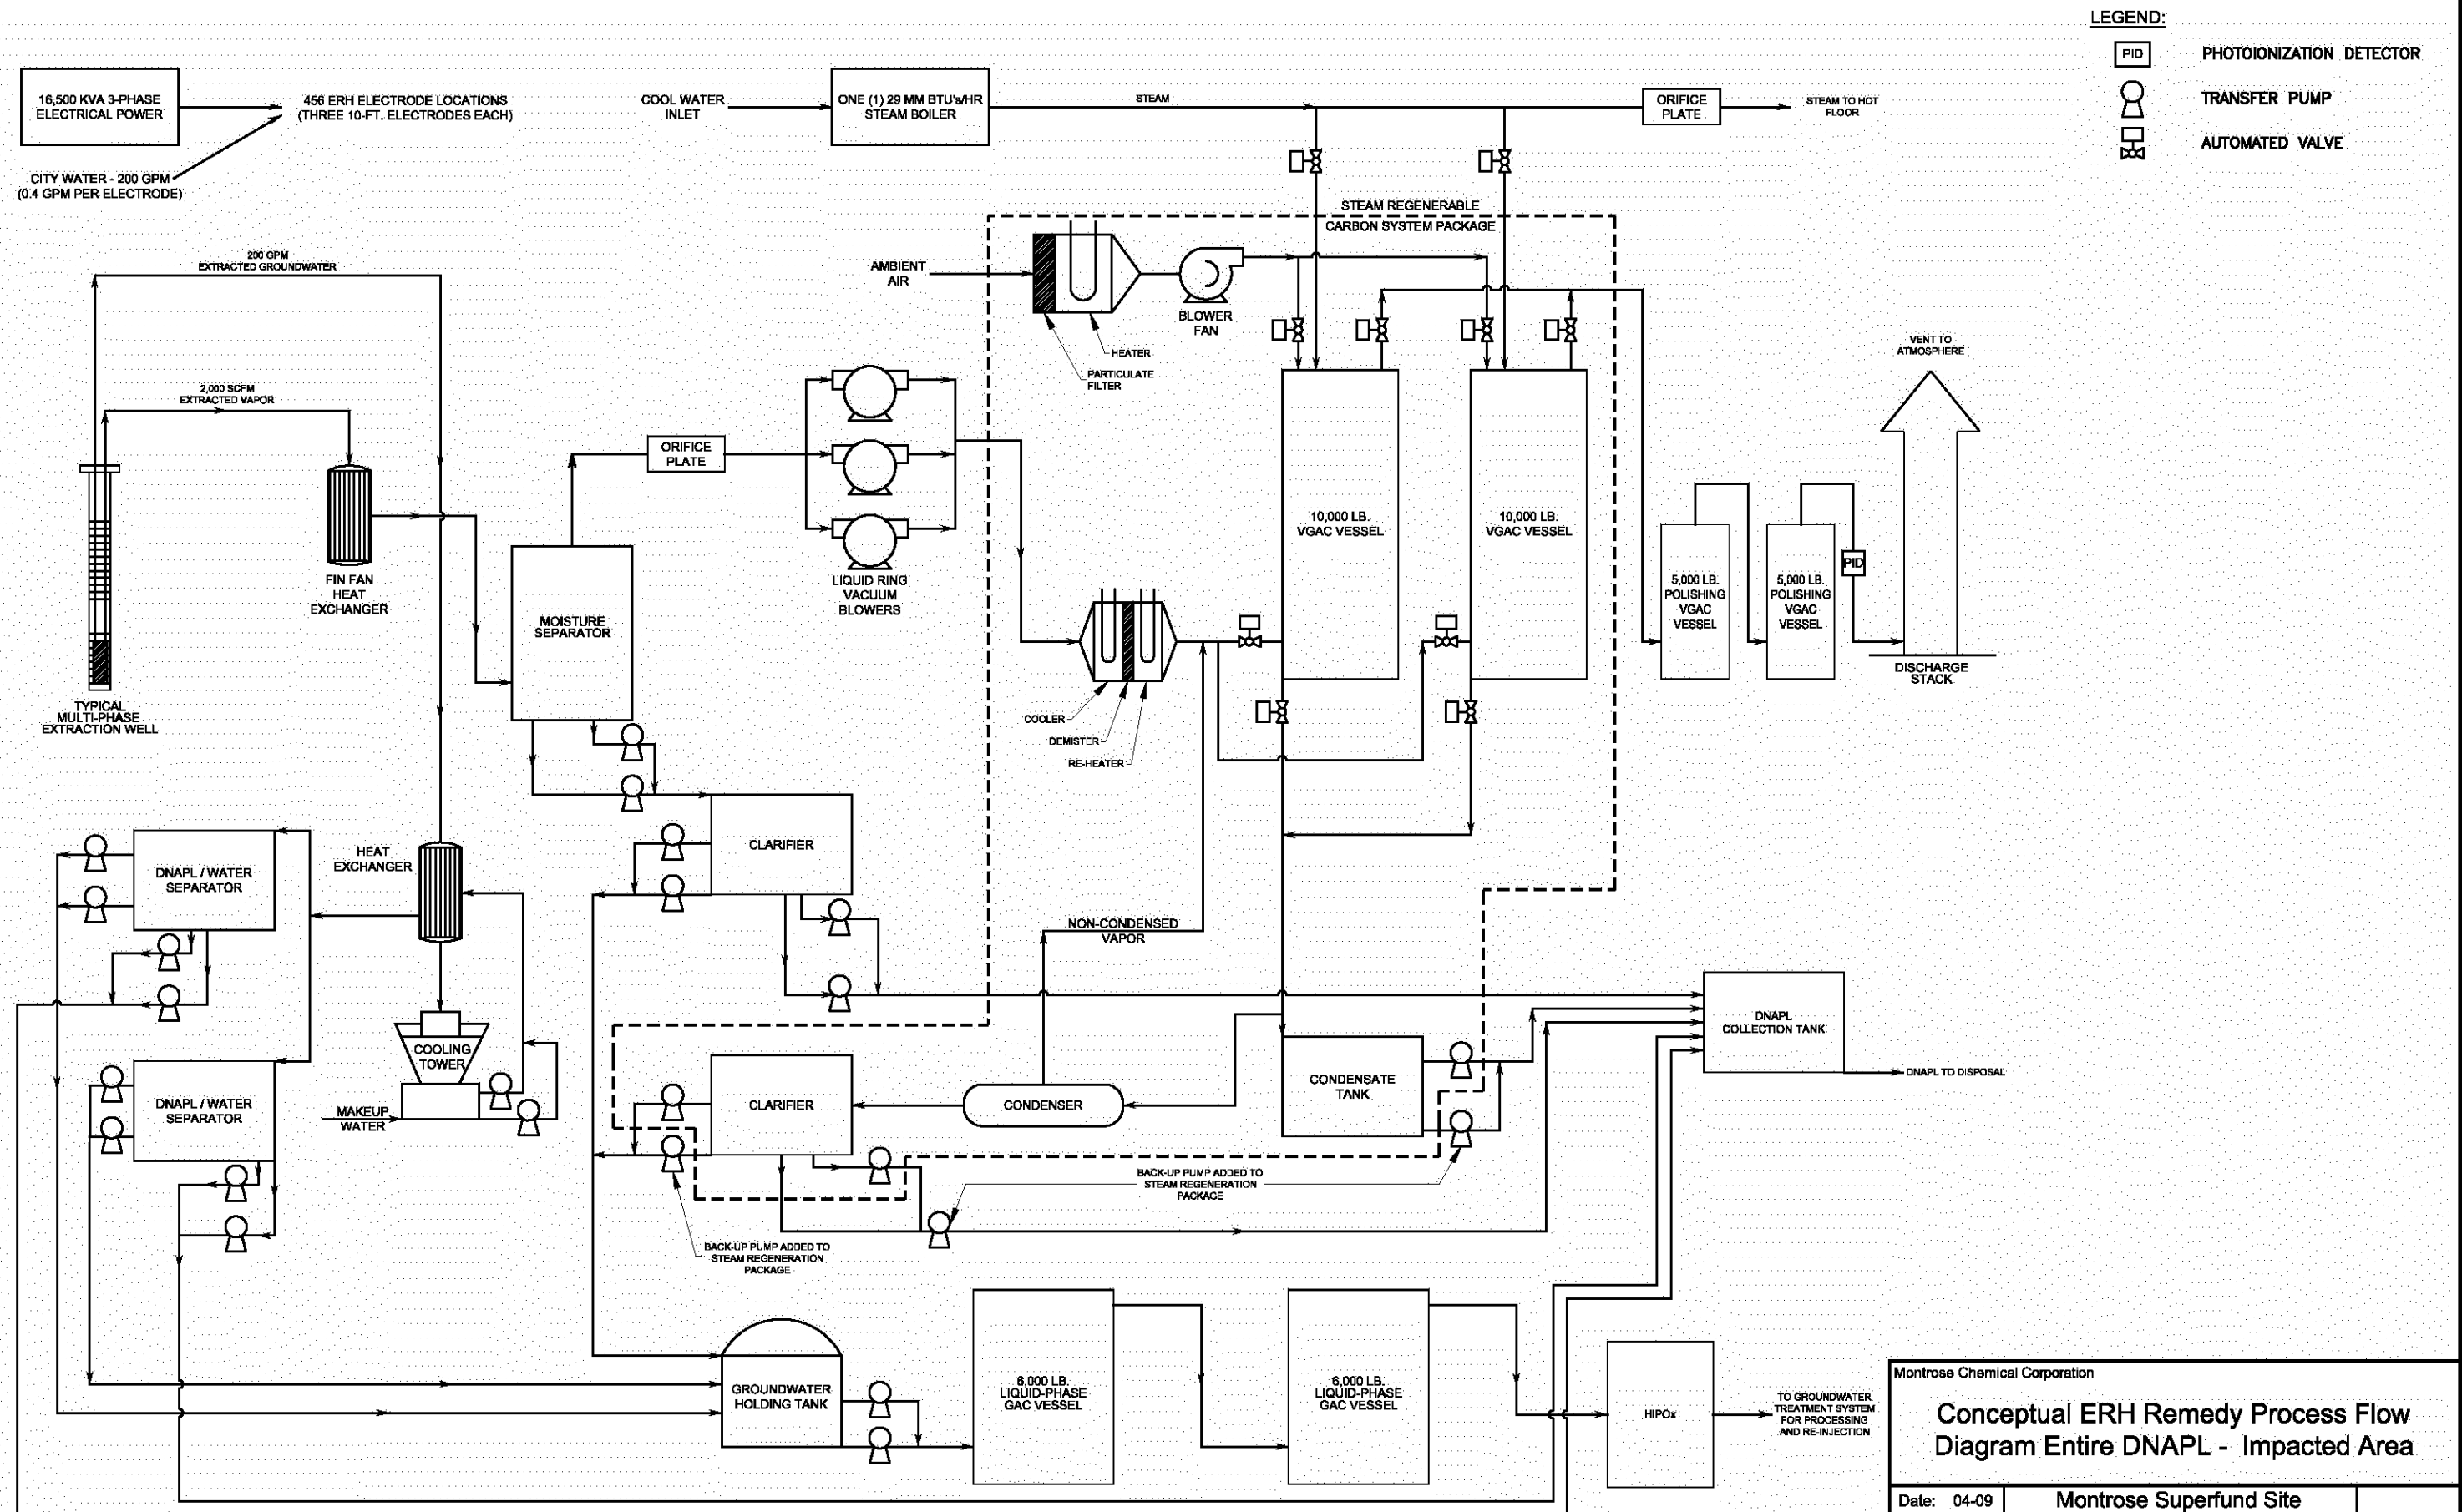 LEGEND:
PID
PHOTOIONIZATION DETECTOR
TRANSFER PUMP
AUTOMATED VALVE
16,500 KVA 3-PHASE
ELECTRICAL POWER
456 ERH ELECTRODE LOCATIONS
(THREE 10-FT. ELECTRODES EACH)
CITY WATER - 200 GPM
(0.4 GPM PER ELECTRODE)
COOL WATER
INLET
ONE (1) 29 MM BTU's/HR
STEAM BOILER
STEAM
ORIFICE
PLATE
STEAM TO HOT
FLOOR
STEAM REGENERABLE
CARBON SYSTEM PACKAGE
200 GPM
EXTRACTED GROUNDWATER
AMBIENT
AIR
BLOWER
FAN
HEATER
PARTICULATE
FILTER
2,000 SCFM
EXTRACTED VAPOR
VENT TO
ATMOSPHERE
ORIFICE
PLATE
FIN FAN
HEAT
EXCHANGER
LIQUID RING
VACUUM
BLOWERS
MOISTURE
SEPARATOR
10,000 LB.
VGAC VESSEL
10,000 LB.
VGAC VESSEL
5,000 LB.
POLISHING
VGAC
VESSEL
5,000 LB.
POLISHING
VGAC
VESSEL
PID
DISCHARGE
STACK
TYPICAL
MULTI-PHASE
EXTRACTION WELL
COOLER
DEMISTER
RE-HEATER
CLARIFIER
HEAT
EXCHANGER
DNAPL / WATER
SEPARATOR
NON-CONDENSED
VAPOR
DNAPL
COLLECTION TANK
DNAPL TO DISPOSAL
COOLING
TOWER
MAKEUP
WATER
DNAPL / WATER
SEPARATOR
CLARIFIER
CONDENSER
CONDENSATE
TANK
BACK-UP PUMP ADDED TO
STEAM REGENERATION
PACKAGE
BACK-UP PUMP ADDED TO
STEAM REGENERATION
PACKAGE
GROUNDWATER
HOLDING TANK
6,000 LB.
LIQUID-PHASE
GAC VESSEL
6,000 LB.
LIQUID-PHASE
GAC VESSEL
HIPOx
TO GROUNDWATER
TREATMENT SYSTEM
FOR PROCESSING
AND RE-INJECTION
Montrose Chemical Corporation
Conceptual ERH Remedy Process Flow
Diagram Entire DNAPL - Impacted Area
Date: 04-09
Montrose Superfund Site